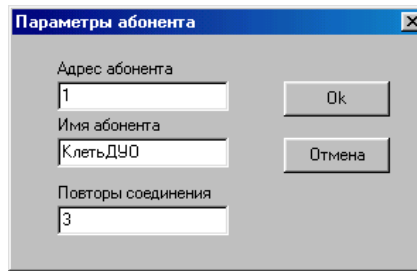 Параметры абонента
Адрес абонента
1
Ok
Имя абонента
КлетьДУО
Отмена
Повторы соединения
3